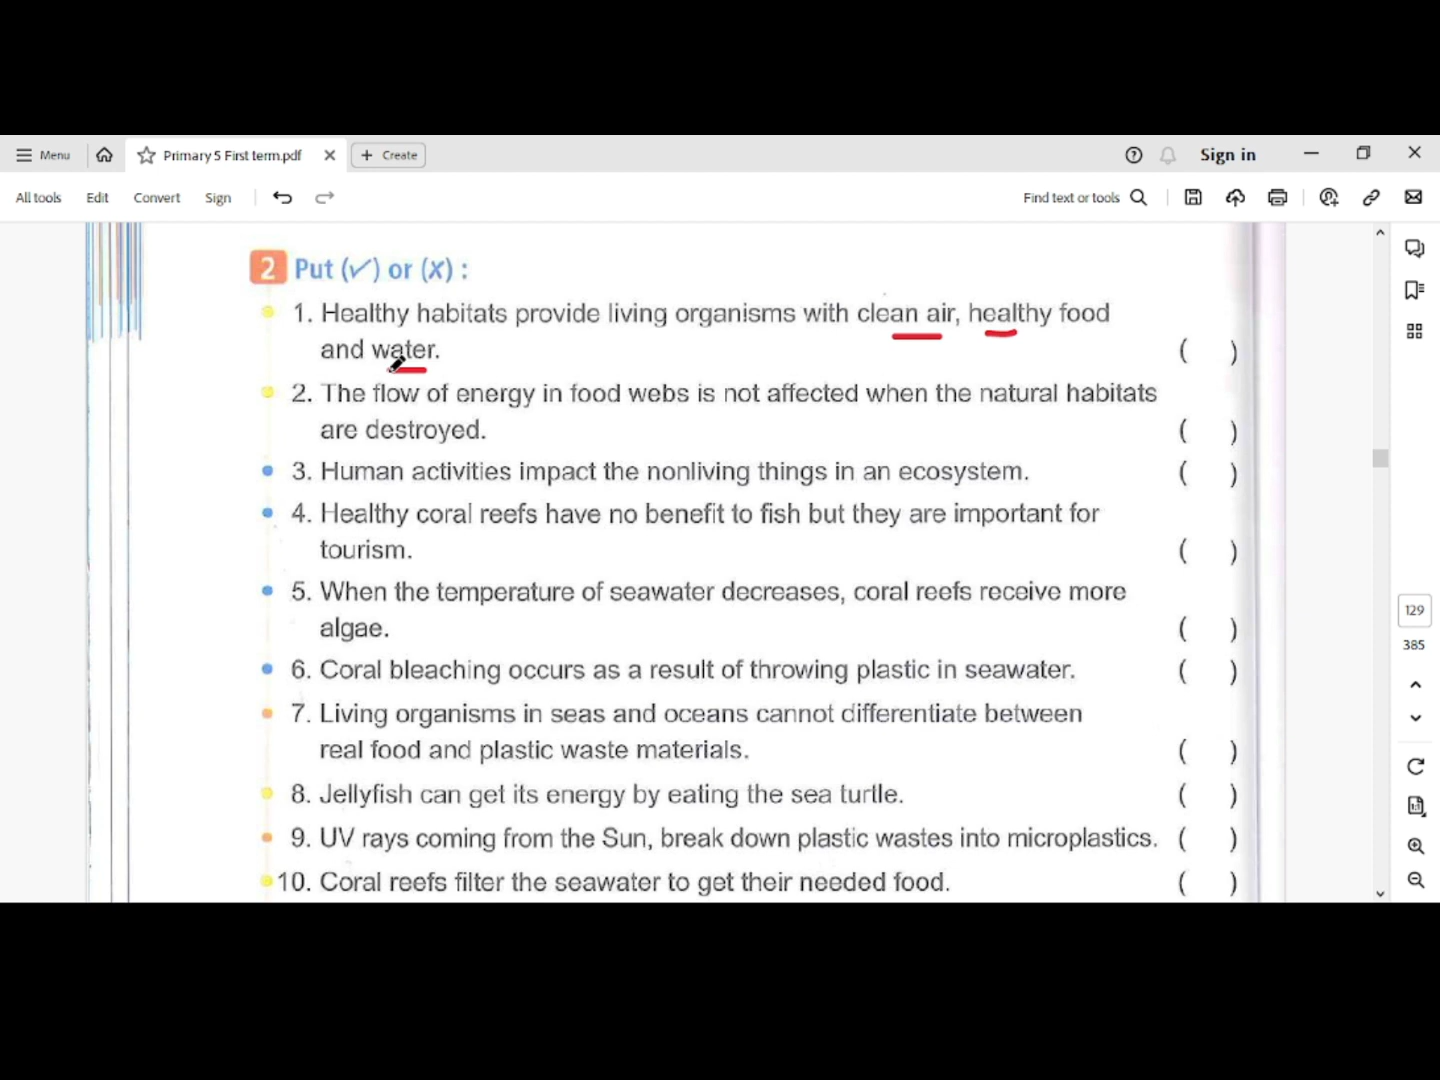 Menu
Primary 5 First term.pdf
Create
Sign in
All tools Edit Convert Sign
Find text or tools
2 Put (✓) or (X) :
1. Healthy habitats provide living organisms with clean air, healthy food
and water. ( )
2. The flow of energy in food webs is not affected when the natural habitats
are destroyed. ( )
3. Human activities impact the nonliving things in an ecosystem. ( )
4. Healthy coral reefs have no benefit to fish but they are important for
tourism. ( )
5. When the temperature of seawater decreases, coral reefs receive more
algae. ( )
6. Coral bleaching occurs as a result of throwing plastic in seawater. ( )
7. Living organisms in seas and oceans cannot differentiate between
real food and plastic waste materials. ( )
8. Jellyfish can get its energy by eating the sea turtle. ( )
9. UV rays coming from the Sun, break down plastic wastes into microplastics. ( )
10. Coral reefs filter the seawater to get their needed food. ( )
129
385